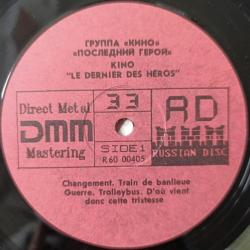 ГРУППА «КИНО»
«ПОСЛЕДНИЙ ГЕРОЙ»
KINO
"LE DERNIER DES HÉROS"
Direct Metal
DMM
Mastering
33
SIDE 1
R60 00405
RD
RUSSIAN DISC
Changement. Train de banlieue
Guerre. Trolleybus. D'où vient
donc cette tristesse